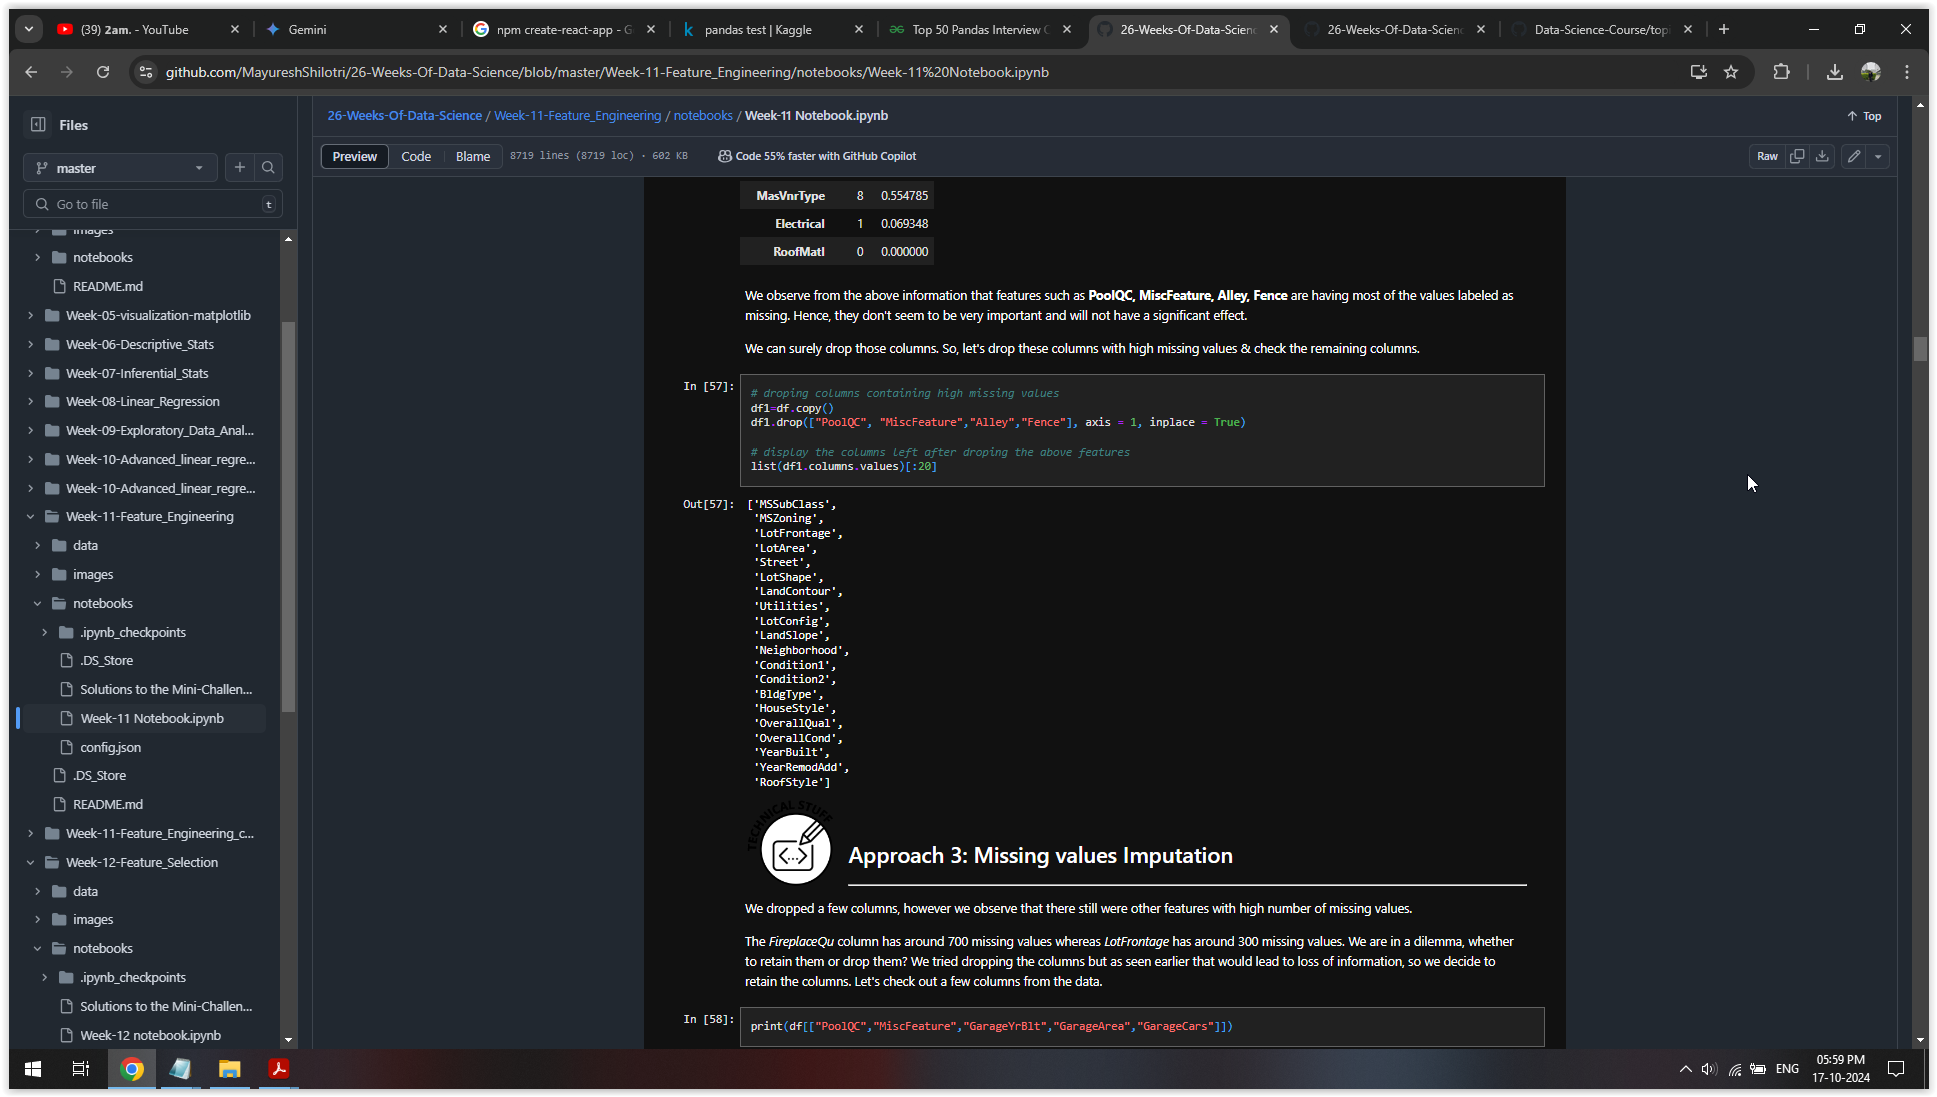 (39) 2am. - YouTube
Gemini
npm create-react-app - G
pandas test | Kaggle
Top 50 Pandas Interview
26-Weeks-Of-Data-Scien
26-Weeks-Of-Data-Scien
Data-Science-Course/top
github.com/MayureshShilotri/26-Weeks-Of-Data-Science/blob/master/Week-11-Feature_Engineering/notebooks/Week-11%20Notebook.ipynb
Files
master
Go to file
t
images
notebooks
README.md
Week-05-visualization-matplotlib
Week-06-Descriptive_Stats
Week-07-Inferential_Stats
Week-08-Linear_Regression
Week-09-Exploratory_Data_Anal...
Week-10-Advanced_linear_regre...
Week-10-Advanced_linear_regre...
Week-11-Feature_Engineering
data
images
notebooks
.ipynb_checkpoints
.DS_Store
Solutions to the Mini-Challen...
Week-11 Notebook.ipynb
config.json
.DS_Store
README.md
Week-11-Feature_Engineering_c...
Week-12-Feature_Selection
data
images
notebooks
.ipynb_checkpoints
Solutions to the Mini-Challen...
Week-12 notebook.ipynb
26-Weeks-Of-Data-Science / Week-11-Feature_Engineering / notebooks / Week-11 Notebook.ipynb
Top
Preview
Code
Blame
8719 lines (8719 loc) · 602 KB
Code 55% faster with GitHub Copilot
Raw
MasVnrType 8 0.554785
Electrical 1 0.069348
RoofMatl 0 0.000000
We observe from the above information that features such as PoolQC, MiscFeature, Alley, Fence are having most of the values labeled as
missing. Hence, they don't seem to be very important and will not have a significant effect.
We can surely drop those columns. So, let's drop these columns with high missing values & check the remaining columns.
In [57]:
# droping columns containing high missing values
df1=df.copy()
df1.drop(["PoolQC", "MiscFeature","Alley","Fence"], axis = 1, inplace = True)
# display the columns left after droping the above features
list(df1.columns.values)[:20]
Out[57]: ['MSSubClass',
'MSZoning',
'LotFrontage',
'LotArea',
'Street',
'LotShape',
'LandContour',
'Utilities',
'LotConfig',
'LandSlope',
'Neighborhood',
'Condition1',
'Condition2',
'BldgType',
'HouseStyle',
'OverallQual',
'OverallCond',
'YearBuilt',
'YearRemodAdd',
'RoofStyle']
TECHNICAL STUFF
Approach 3: Missing values Imputation
We dropped a few columns, however we observe that there still were other features with high number of missing values.
The FireplaceQu column has around 700 missing values whereas LotFrontage has around 300 missing values. We are in a dilemma, whether
to retain them or drop them? We tried dropping the columns but as seen earlier that would lead to loss of information, so we decide to
retain the columns. Let's check out a few columns from the data.
In [58]:
print(df[["PoolQC","MiscFeature","GarageYrBlt","GarageArea","GarageCars"]])
ENG
05:59 PM
17-10-2024